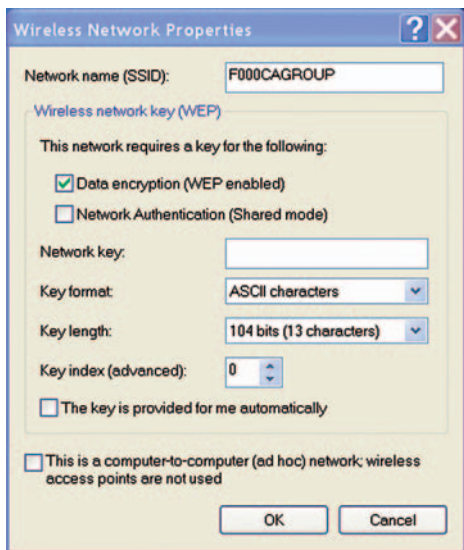 Wireless Network Properties
Network name (SSID): F000CAGROUP
Wireless network key (WEP)
This network requires a key for the following:
Data encryption (WEP enabled)
Network Authentication (Shared mode)
Network key:
Key format: ASCII characters
Key length: 104 bits (13 characters)
Key index (advanced): 0
The key is provided for me automatically
This is a computer-to-computer (ad hoc) network; wireless
access points are not used
OK Cancel